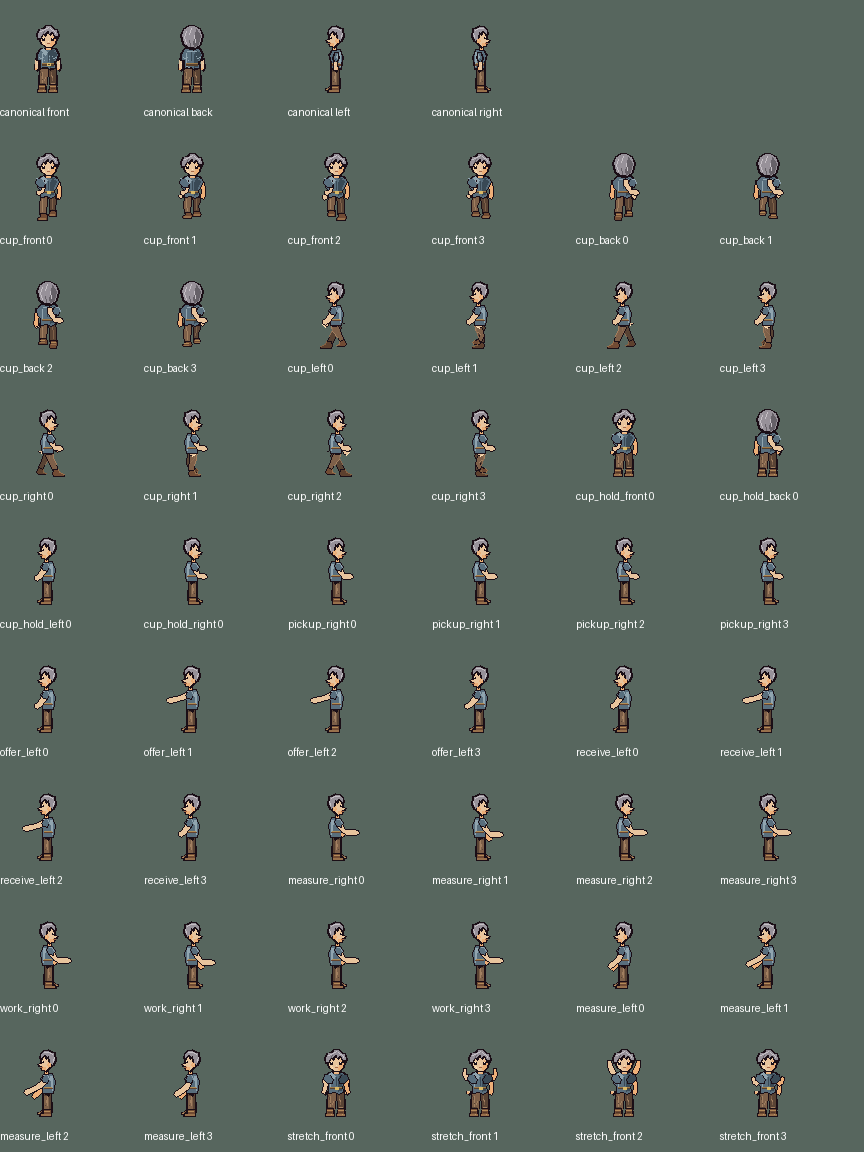 canonical front
canonical back
canonical left
canonical right
cup_front 0
cup_front 1
cup_front 2
cup_front 3
cup_back 0
cup_back 1
cup_back 2
cup_back 3
cup_left 0
cup_left 1
cup_left 2
cup_left 3
cup_right 0
cup_right 1
cup_right 2
cup_right 3
cup_hold_front 0
cup_hold_back 0
cup_hold_left 0
cup_hold_right 0
pickup_right 0
pickup_right 1
pickup_right 2
pickup_right 3
offer_left 0
offer_left 1
offer_left 2
offer_left 3
receive_left 0
receive_left 1
receive_left 2
receive_left 3
measure_right 0
measure_right 1
measure_right 2
measure_right 3
work_right 0
work_right 1
work_right 2
work_right 3
measure_left 0
measure_left 1
measure_left 2
measure_left 3
stretch_front 0
stretch_front 1
stretch_front 2
stretch_front 3